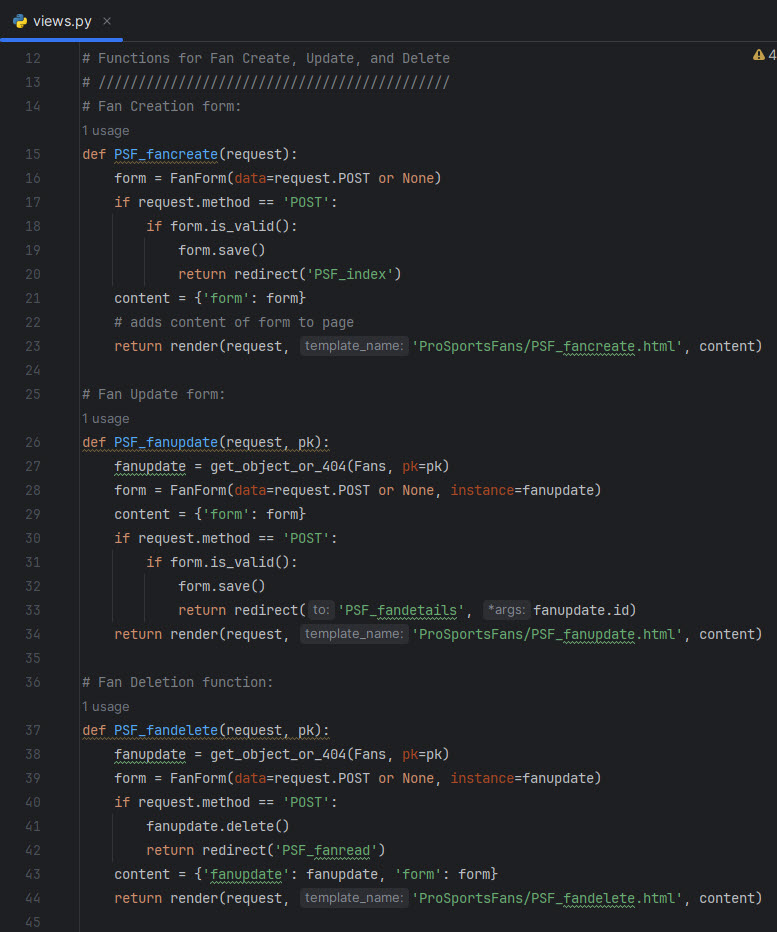 views.py ×
12 # Functions for Fan Create, Update, and Delete
4
13 # ////////////////////////////////////////////
14 # Fan Creation form:
1 usage
15 def PSF_fancreate(request):
16     form = FanForm(data=request.POST or None)
17     if request.method == 'POST':
18         if form.is_valid():
19             form.save()
20             return redirect('PSF_index')
21     content = {'form': form}
22     # adds content of form to page
23     return render(request, template_name: 'ProSportsFans/PSF_fancreate.html', content)
24
25 # Fan Update form:
1 usage
26 def PSF_fanupdate(request, pk):
27     fanupdate = get_object_or_404(Fans, pk=pk)
28     form = FanForm(data=request.POST or None, instance=fanupdate)
29     content = {'form': form}
30     if request.method == 'POST':
31         if form.is_valid():
32             form.save()
33             return redirect( to: 'PSF_fandetails', *args: fanupdate.id)
34     return render(request, template_name: 'ProSportsFans/PSF_fanupdate.html', content)
35
36 # Fan Deletion function:
1 usage
37 def PSF_fandelete(request, pk):
38     fanupdate = get_object_or_404(Fans, pk=pk)
39     form = FanForm(data=request.POST or None, instance=fanupdate)
40     if request.method == 'POST':
41         fanupdate.delete()
42         return redirect('PSF_fanread')
43     content = {'fanupdate': fanupdate, 'form': form}
44     return render(request, template_name: 'ProSportsFans/PSF_fandelete.html', content)
45